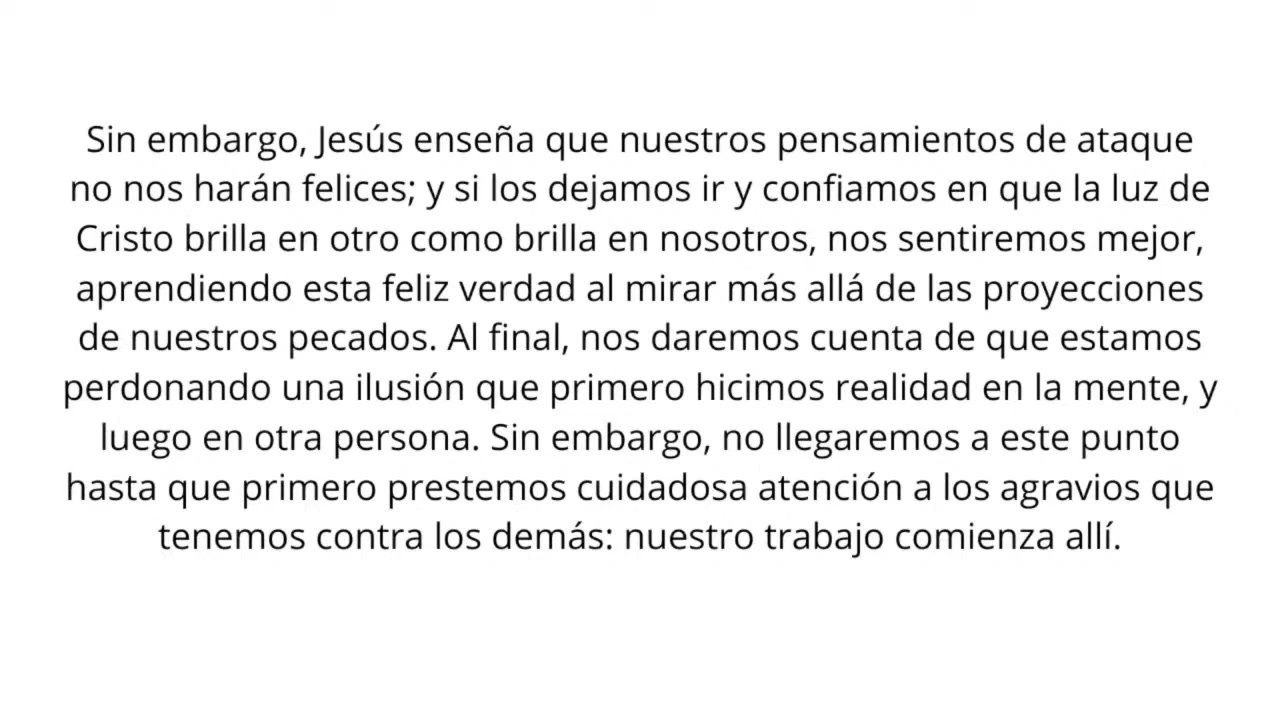 Sin embargo, Jesús enseña que nuestros pensamientos de ataque
no nos harán felices; y si los dejamos ir y confiamos en que la luz de
Cristo brilla en otro como brilla en nosotros, nos sentiremos mejor,
aprendiendo esta feliz verdad al mirar más allá de las proyecciones
de nuestros pecados. Al final, nos daremos cuenta de que estamos
perdonando una ilusión que primero hicimos realidad en la mente, y
luego en otra persona. Sin embargo, no llegaremos a este punto
hasta que primero prestemos cuidadosa atención a los agravios que
tenemos contra los demás: nuestro trabajo comienza allí.